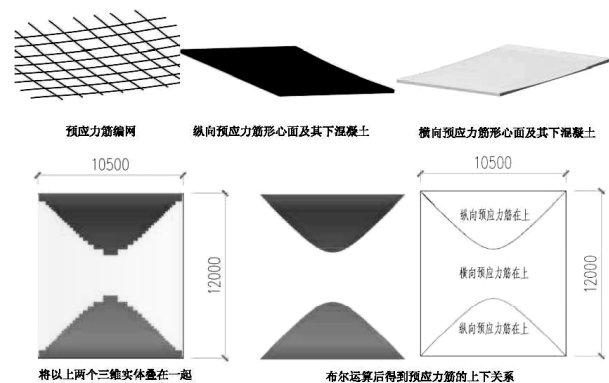 预应力筋编网
纵向预应力筋形心面及其下混凝土
横向预应力筋形心面及其下混凝土
10500
10500
12000
纵向预应力筋在上
横向预应力筋在上
纵向预应力筋在上
12000
将以上两个三维实体叠在一起
布尔运算后得到预应力筋的上下关系